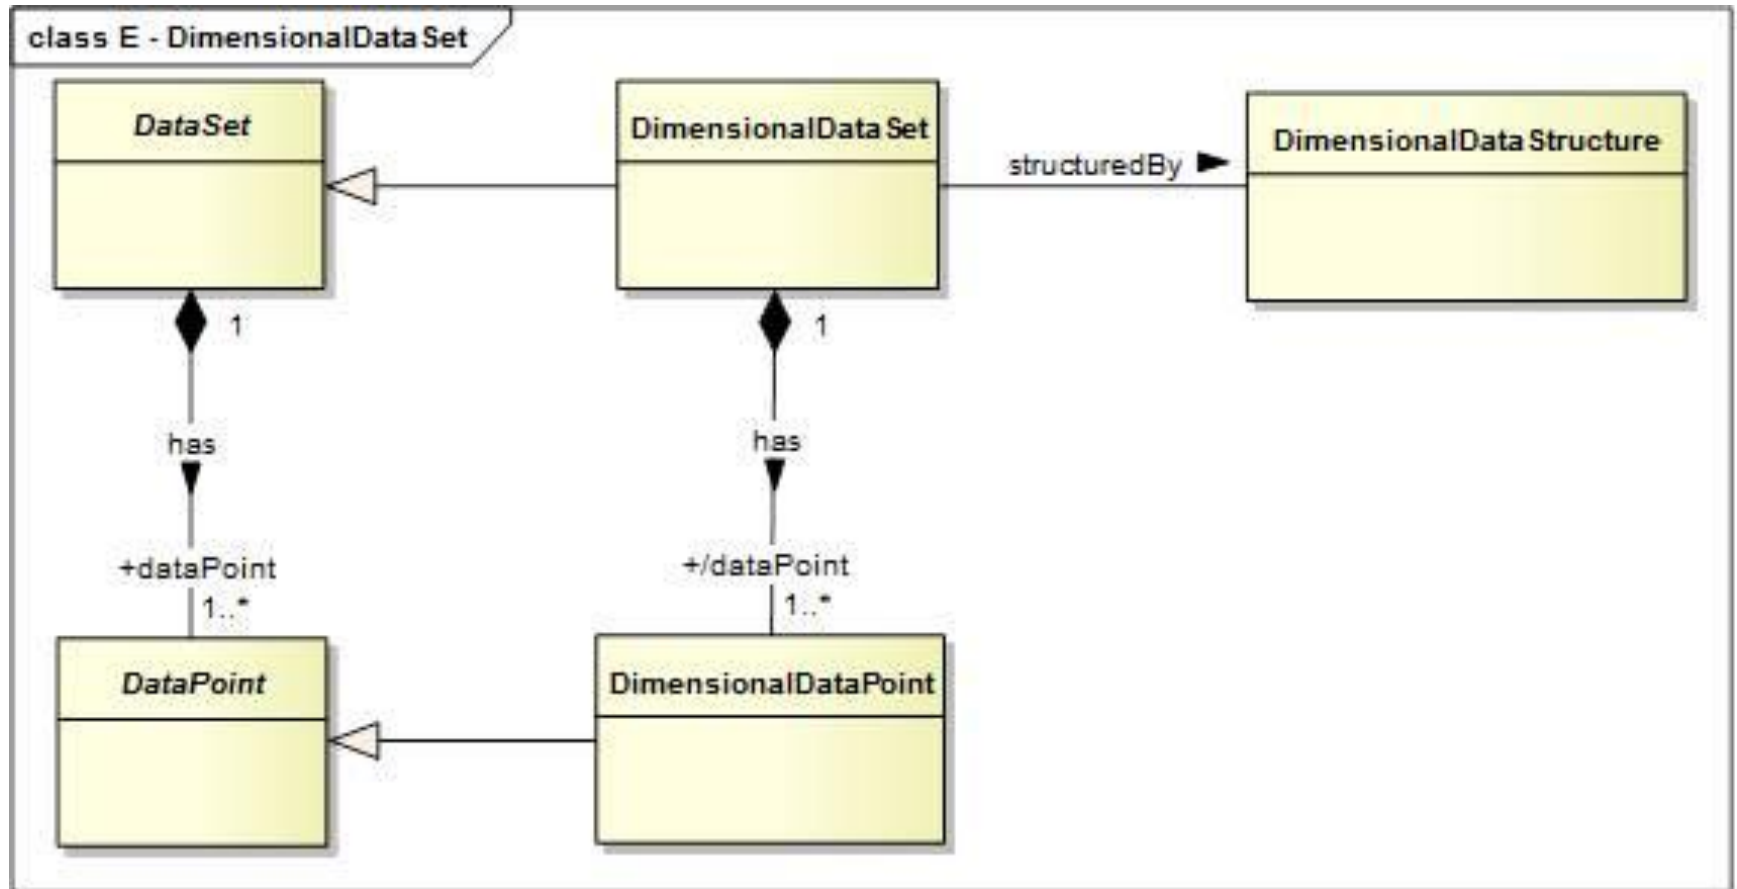 class E - DimensionalDataSet
DataSet
DimensionalDataSet
DimensionalDataStructure
structuredBy
1
1
has
has
+dataPoint
+/dataPoint
1..*
1..*
DataPoint
DimensionalDataPoint